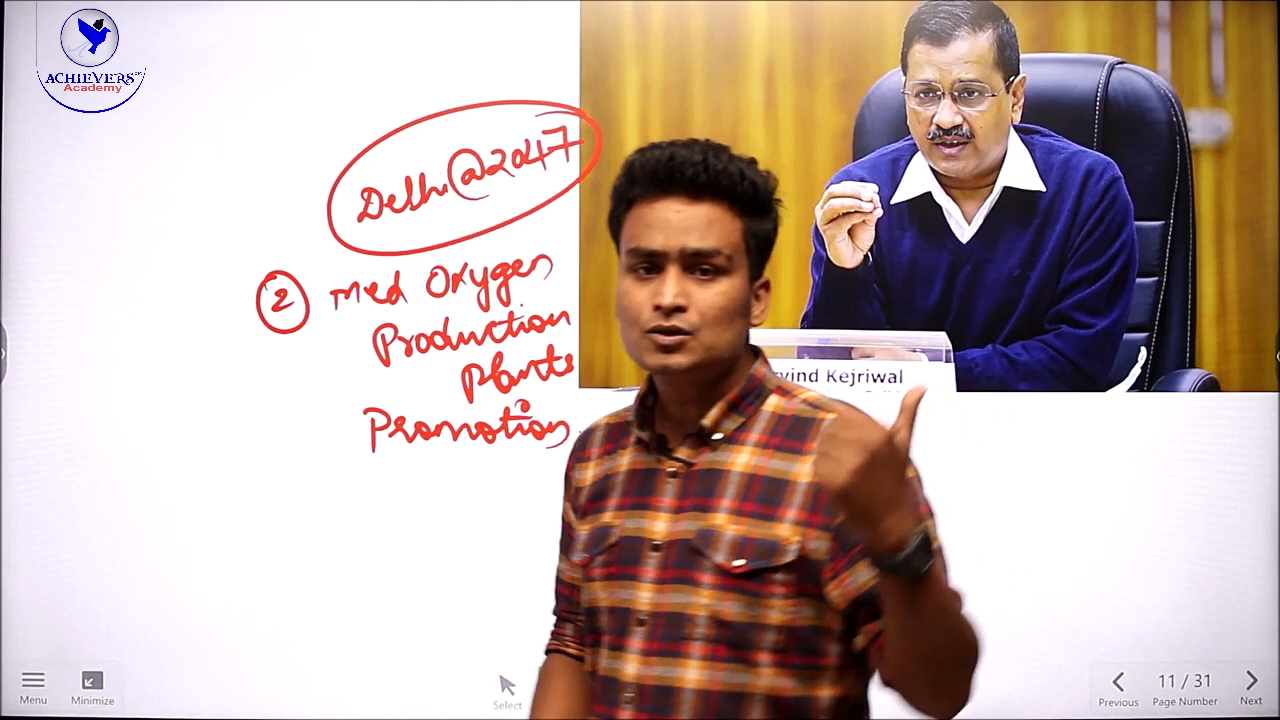 ACHIEVERS
Academy
Delhi@2047
2 Med Oxygen
Production
Plants
Promotion
rvind Kejriwal
Menu
Minimize
Select
11 / 31
Previous
Page Number
Next